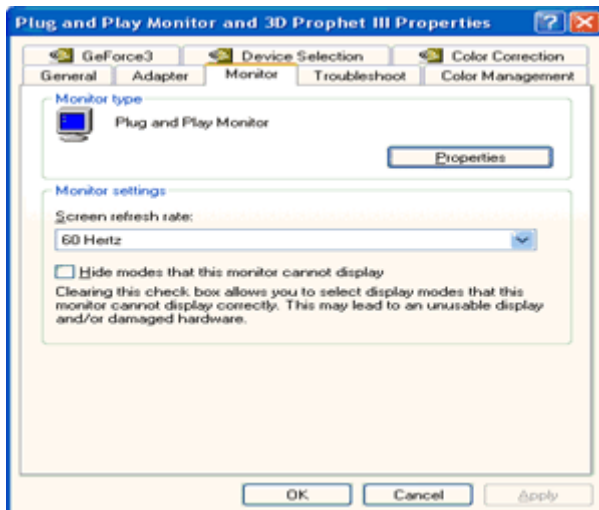 Plug and Play Monitor and 3D Prophet III Properties
GeForce3 Device Selection Color Correction
General Adapter Monitor Troubleshoot Color Management
Monitor type
Plug and Play Monitor
Properties
Monitor settings
Screen refresh rate:
60 Hertz
Hide modes that this monitor cannot display
Clearing this check box allows you to select display modes that this
monitor cannot display correctly. This may lead to an unusable display
and/or damaged hardware.
OK Cancel Apply